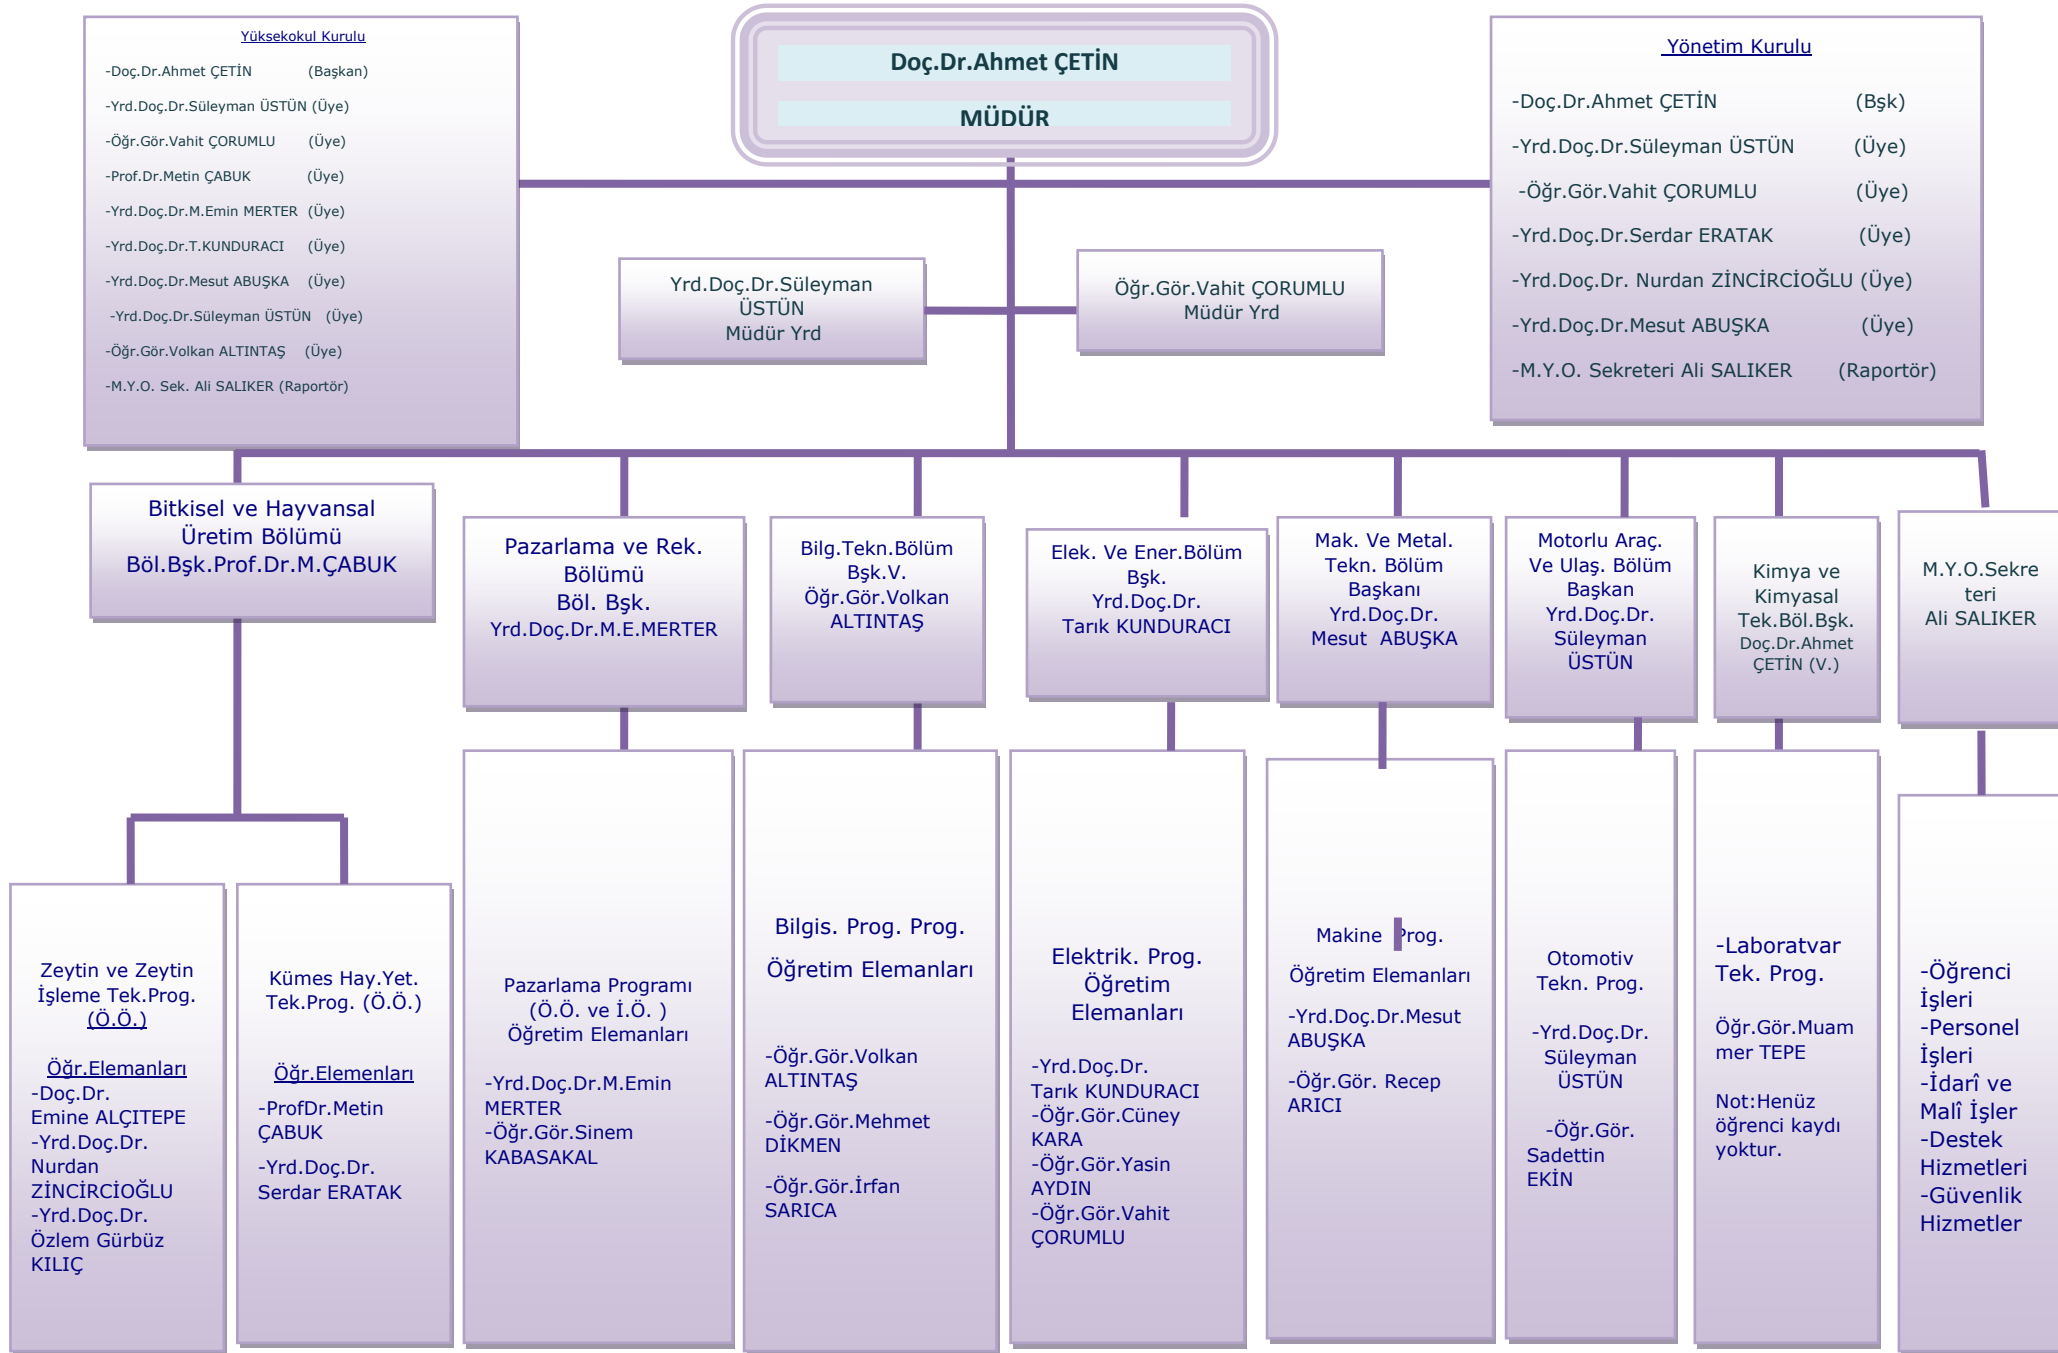 Yüksekokul Kurulu
-Doç.Dr.Ahmet ÇETİN (Başkan)
-Yrd.Doç.Dr.Süleyman ÜSTÜN (Üye)
-Öğr.Gör.Vahit ÇORUMLU (Üye)
-Prof.Dr.Metin ÇABUK (Üye)
-Yrd.Doç.Dr.M.Emin MERTER (Üye)
-Yrd.Doç.Dr.T.KUNDURACI (Üye)
-Yrd.Doç.Dr.Mesut ABUŞKA (Üye)
-Yrd.Doç.Dr.Süleyman ÜSTÜN (Üye)
-Öğr.Gör.Volkan ALTINTAŞ (Üye)
-M.Y.O. Sek. Ali SALIKER (Raportör)
Doç.Dr.Ahmet ÇETİN
MÜDÜR
Yönetim Kurulu
-Doç.Dr.Ahmet ÇETİN (Bşk)
-Yrd.Doç.Dr.Süleyman ÜSTÜN (Üye)
-Öğr.Gör.Vahit ÇORUMLU (Üye)
-Yrd.Doç.Dr.Serdar ERATAK (Üye)
-Yrd.Doç.Dr. Nurdan ZİNCİRCİOĞLU (Üye)
-Yrd.Doç.Dr.Mesut ABUŞKA (Üye)
-M.Y.O. Sekreteri Ali SALIKER (Raportör)
Yrd.Doç.Dr.Süleyman
ÜSTÜN
Müdür Yrd
Öğr.Gör.Vahit ÇORUMLU
Müdür Yrd
Bitkisel ve Hayvansal
Üretim Bölümü
Böl.Bşk.Prof.Dr.M.ÇABUK
Pazarlama ve Rek.
Bölümü
Böl. Bşk.
Yrd.Doç.Dr.M.E.MERTER
Bilg.Tekn.Bölüm
Bşk.V.
Öğr.Gör.Volkan
ALTINTAŞ
Elek. Ve Ener.Bölüm
Bşk.
Yrd.Doç.Dr.
Tarık KUNDURACI
Mak. Ve Metal.
Tekn. Bölüm
Başkanı
Yrd.Doç.Dr.
Mesut ABUŞKA
Motorlu Araç.
Ve Ulaş. Bölüm
Başkan
Yrd.Doç.Dr.
Süleyman
ÜSTÜN
Kimya ve
Kimyasal
Tek.Böl.Bşk.
Doç.Dr.Ahmet
ÇETİN (V.)
M.Y.O.Sekre
teri
Ali SALIKER
Zeytin ve Zeytin
İşleme Tek.Prog.
(Ö.Ö.)
Öğr.Elemanları
-Doç.Dr.
Emine ALÇITEPE
-Yrd.Doç.Dr.
Nurdan
ZİNCİRCİOĞLU
-Yrd.Doç.Dr.
Özlem Gürbüz
KILIÇ
Kümes Hay.Yet.
Tek.Prog. (Ö.Ö.)
Öğr.Elemenları
-ProfDr.Metin
ÇABUK
-Yrd.Doç.Dr.
Serdar ERATAK
Pazarlama Programı
(Ö.Ö. ve İ.Ö. )
Öğretim Elemanları
-Yrd.Doç.Dr.M.Emin
MERTER
-Öğr.Gör.Sinem
KABASAKAL
Bilgis. Prog. Prog.
Öğretim Elemanları
-Öğr.Gör.Volkan
ALTINTAŞ
-Öğr.Gör.Mehmet
DİKMEN
-Öğr.Gör.İrfan
SARICA
Elektrik. Prog.
Öğretim
Elemanları
-Yrd.Doç.Dr.
Tarık KUNDURACI
-Öğr.Gör.Cüney
KARA
-Öğr.Gör.Yasin
AYDIN
-Öğr.Gör.Vahit
ÇORUMLU
Makine Prog.
Öğretim Elemanları
-Yrd.Doç.Dr.Mesut
ABUŞKA
-Öğr.Gör. Recep
ARICI
Otomotiv
Tekn. Prog.
-Yrd.Doç.Dr.
Süleyman
ÜSTÜN
-Öğr.Gör.
Sadettin
EKİN
-Laboratvar
Tek. Prog.
Öğr.Gör.Muam
mer TEPE
Not:Henüz
öğrenci kaydı
yoktur.
-Öğrenci
İşleri
-Personel
İşleri
-İdarî ve
Malî İşler
-Destek
Hizmetleri
-Güvenlik
Hizmetler